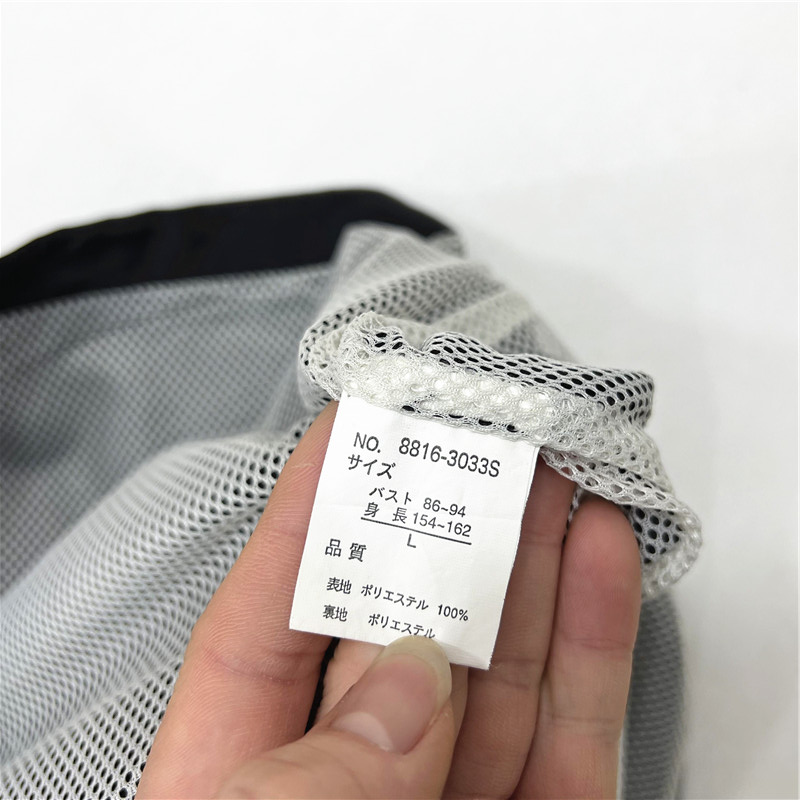 NO. 8816-3033S
サイズ
バスト 86~94
身長 154~162
L
品質
表地 ポリエステル 100%
裏地 ポリエステル